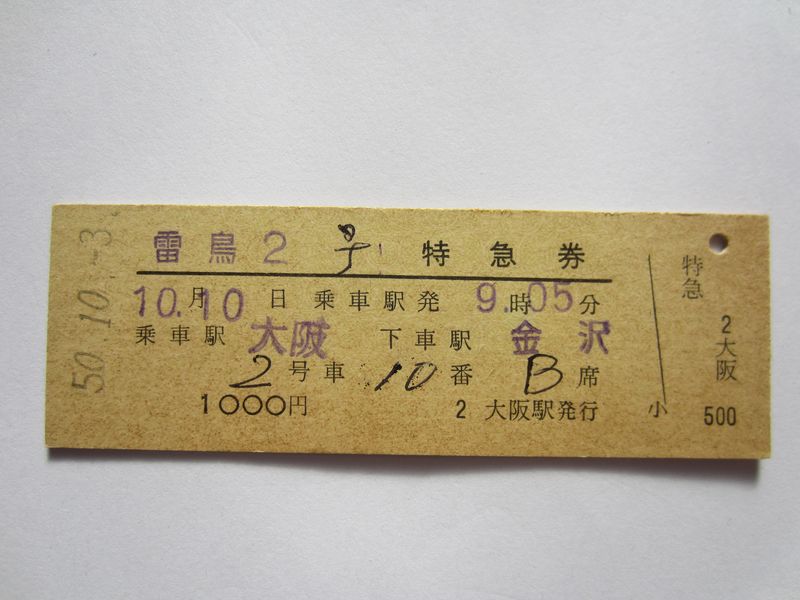 50.10.-3
雷鳥2号 特急券
10月10日 乗車駅発 9時05分
乗車駅 大阪 下車駅 金沢
2号車 10番 B席
1000円 2 大阪駅発行
小
特急
2大阪
500